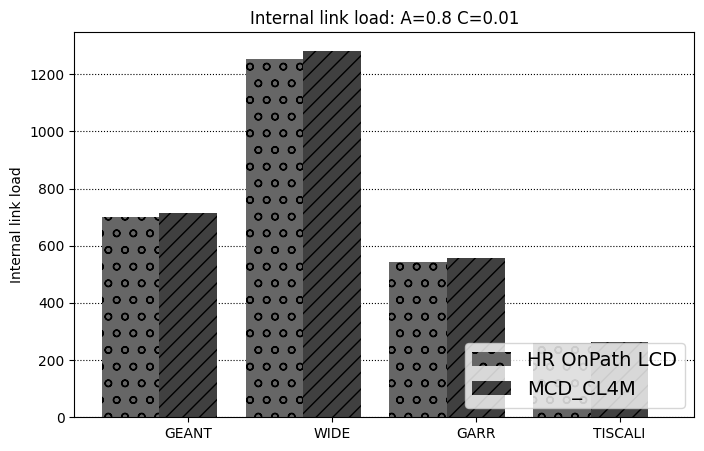 Internal link load: A=0.8 C=0.01
Internal link load
1200
1000
800
600
400
200
0
HR OnPath LCD
MCD_CL4M
GEANT WIDE GARR TISCALI